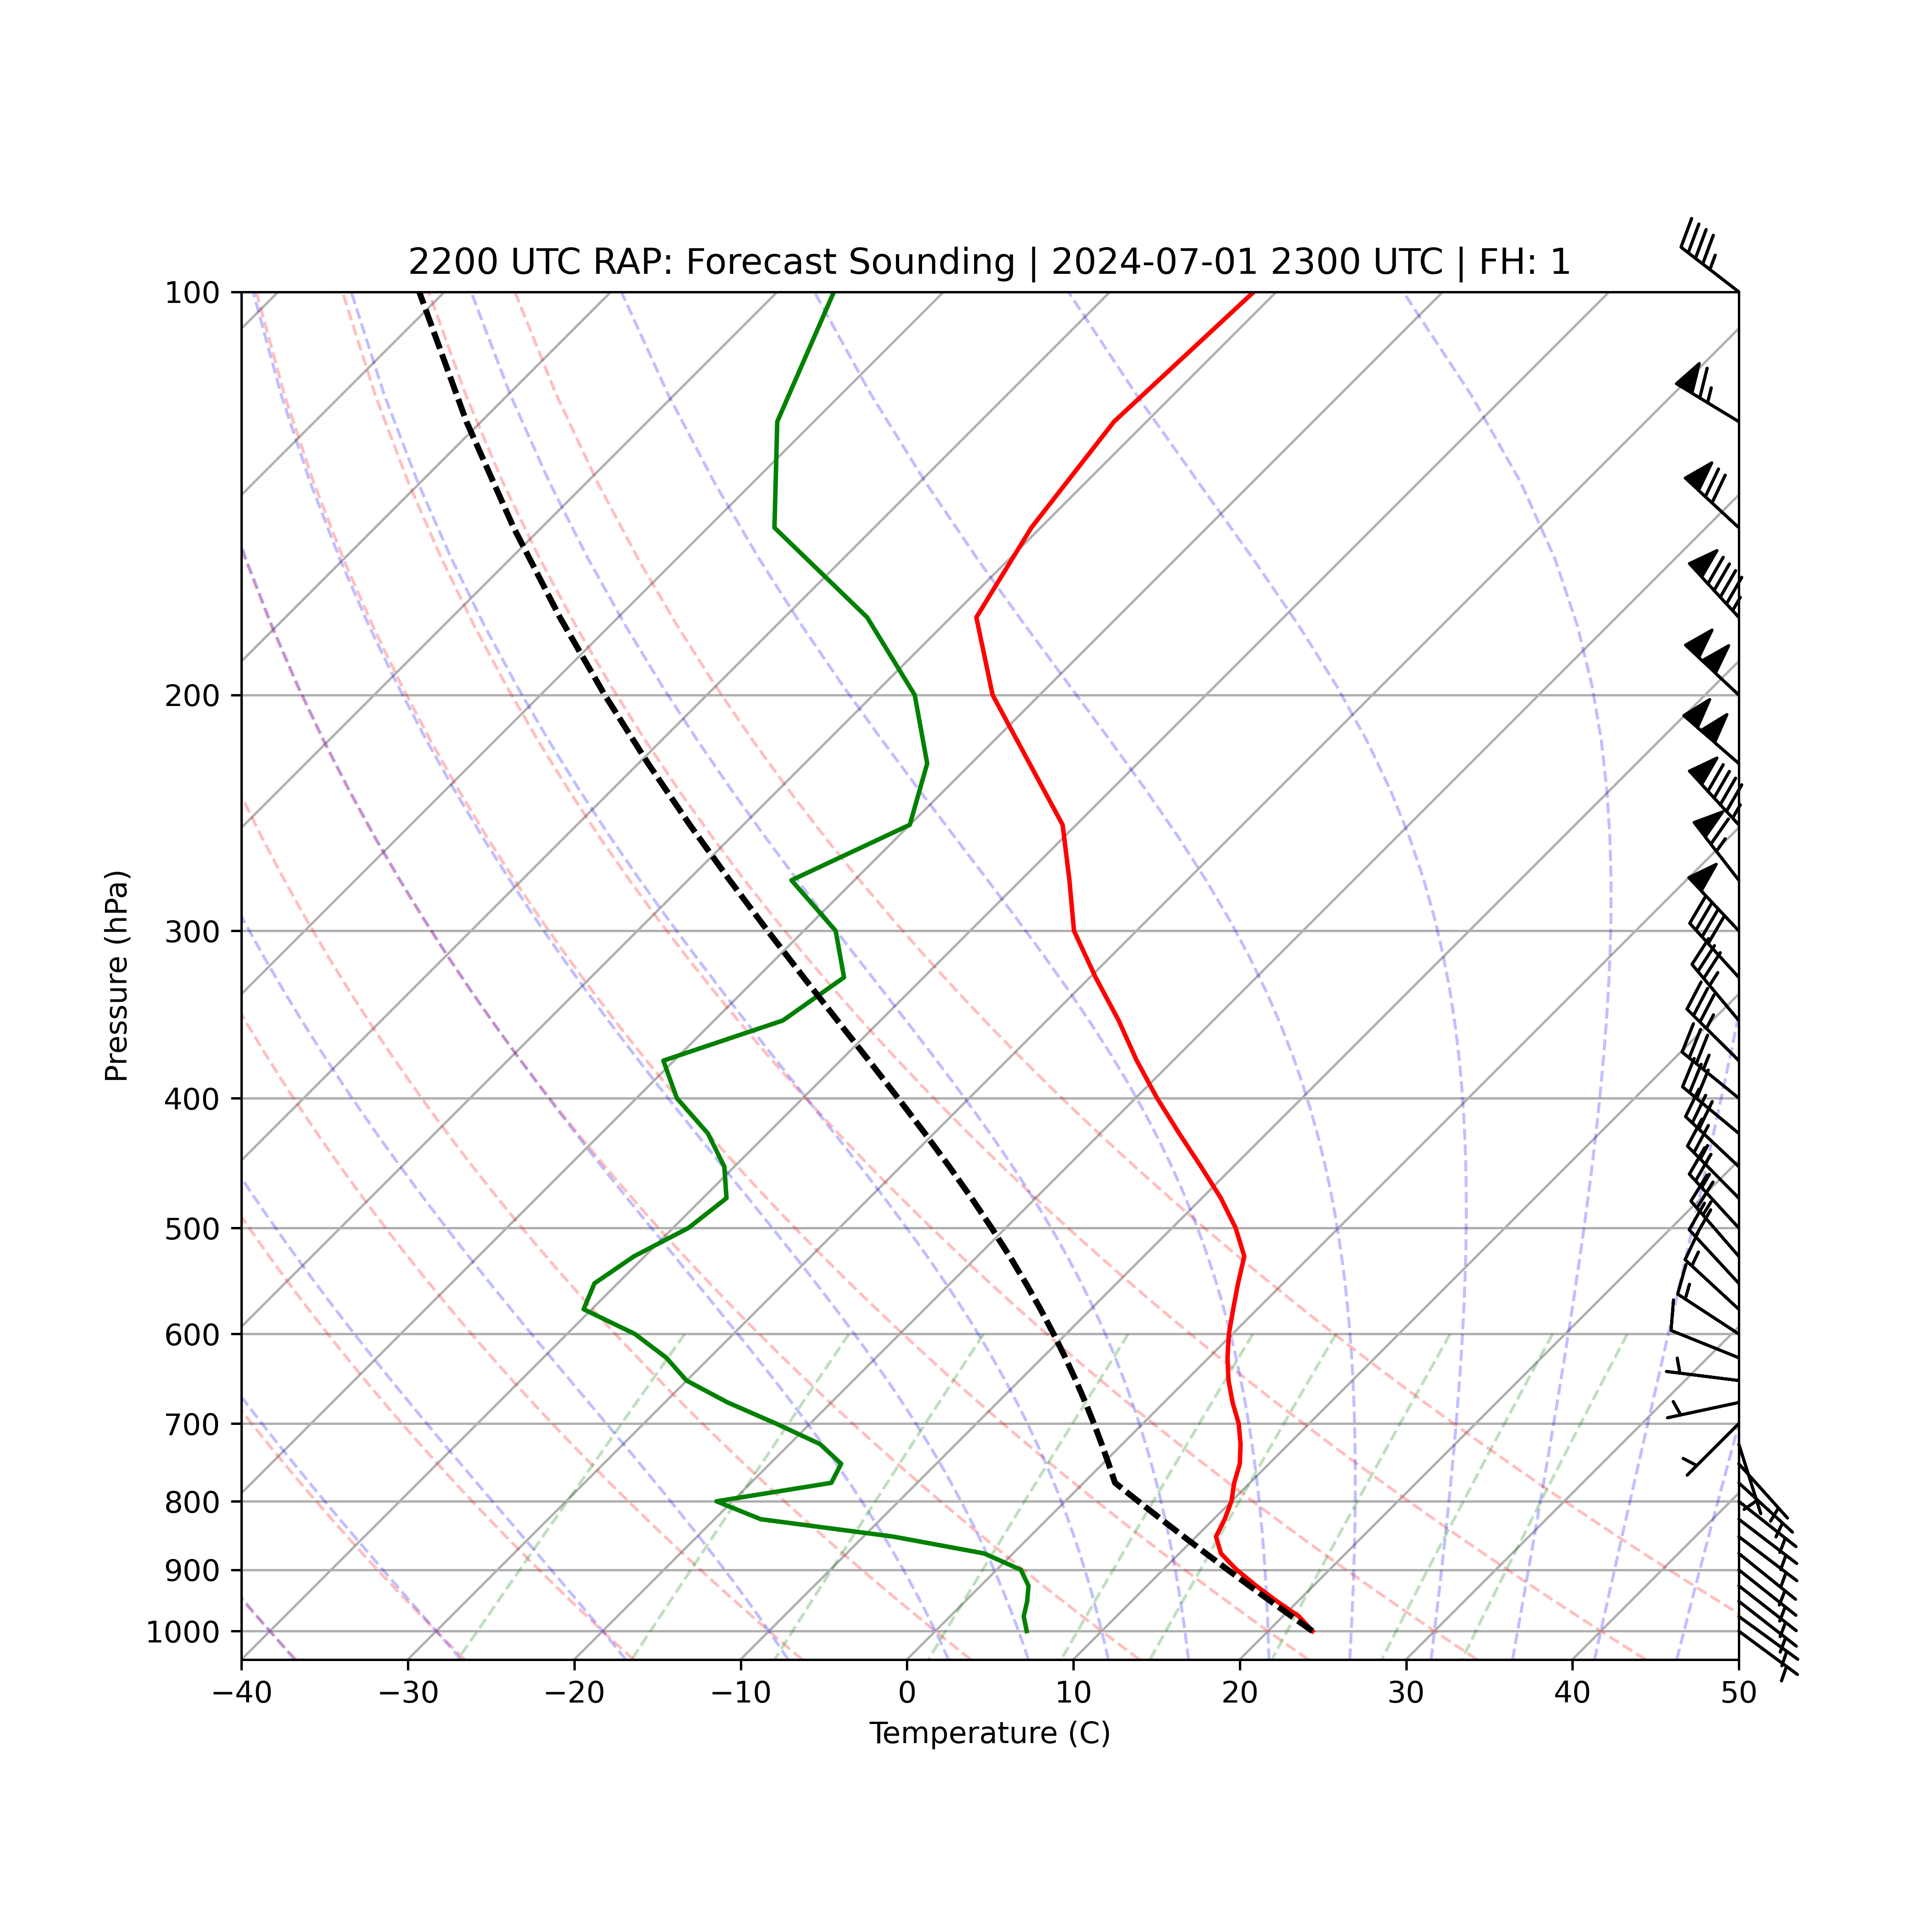 2200 UTC RAP: Forecast Sounding | 2024-07-01 2300 UTC | FH: 1
100
200
300
400
500
600
700
800
900
1000
Pressure (hPa)
−40 −30 −20 −10 0 10 20 30 40 50
Temperature (C)